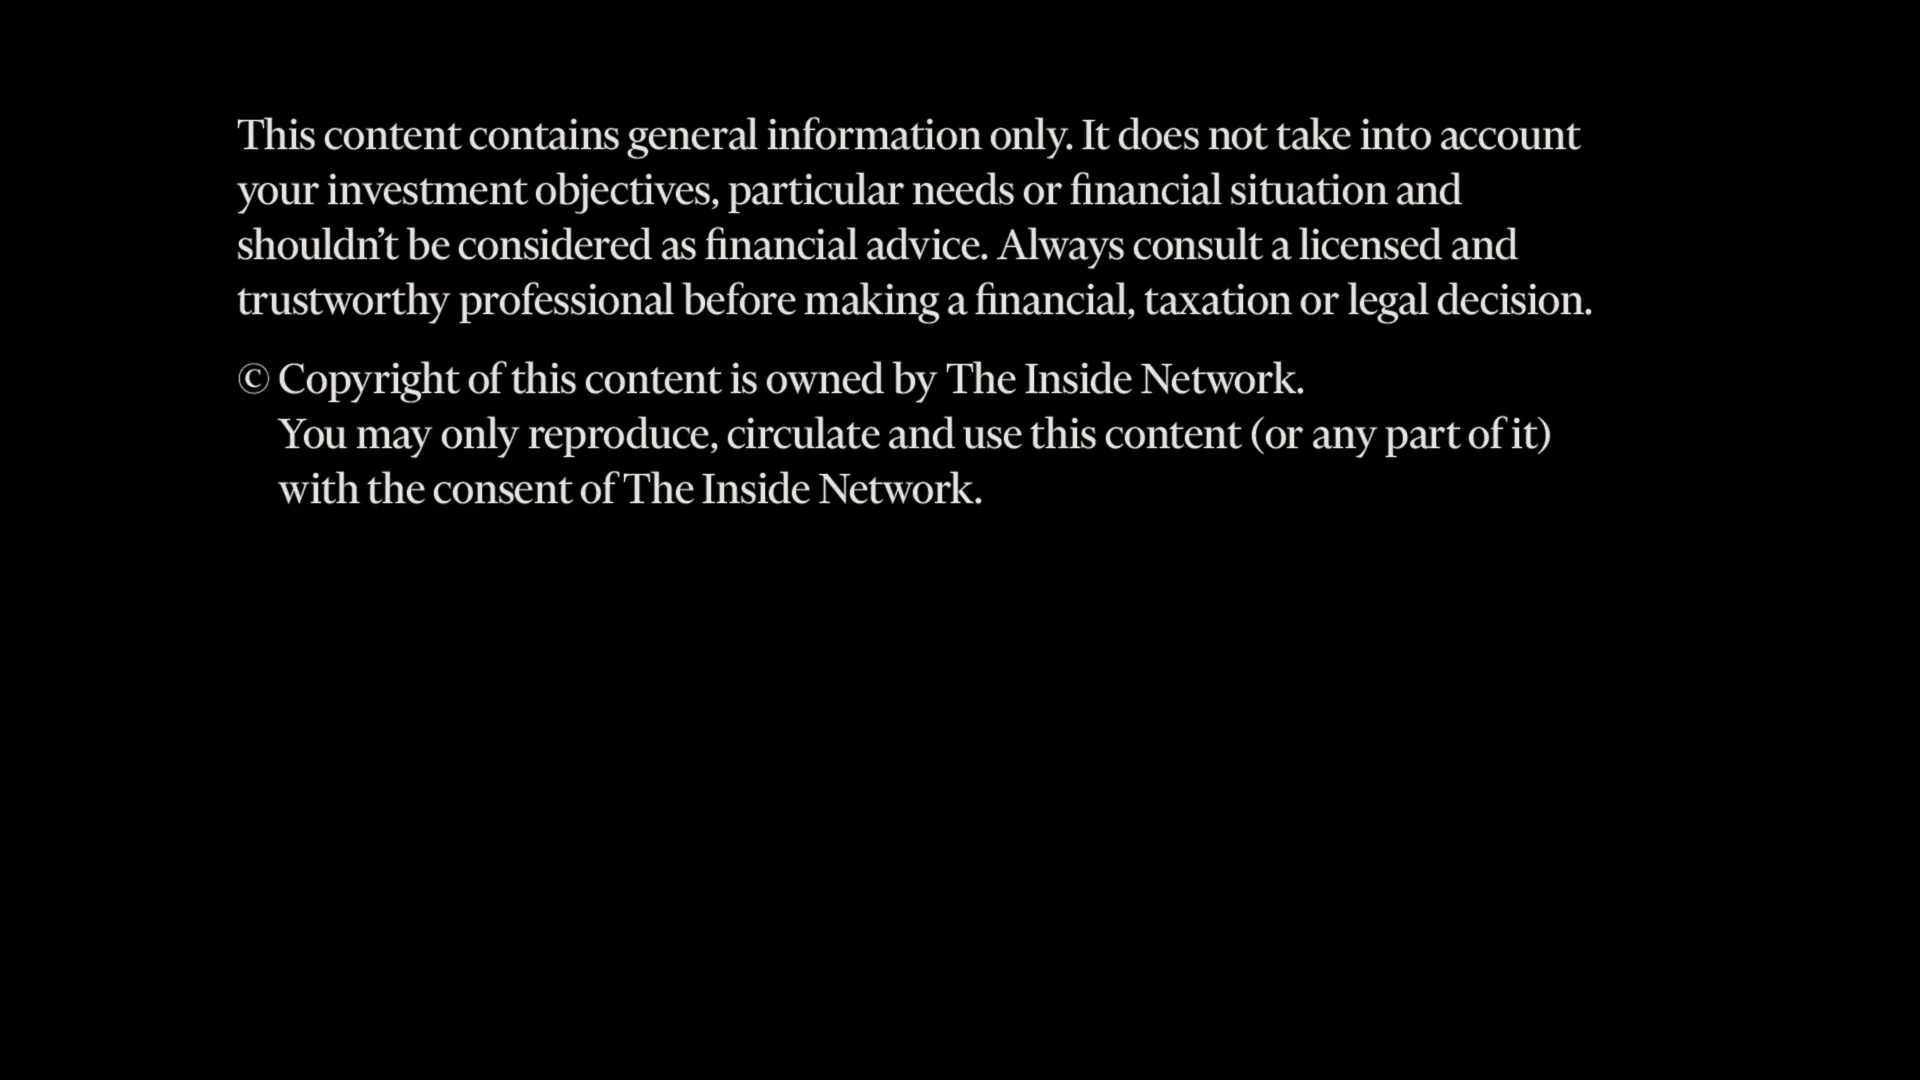 This content contains general information only. It does not take into account
your investment objectives, particular needs or financial situation and
shouldn’t be considered as financial advice. Always consult a licensed and
trustworthy professional before making a financial, taxation or legal decision.
© Copyright of this content is owned by The Inside Network.
You may only reproduce, circulate and use this content (or any part of it)
with the consent of The Inside Network.